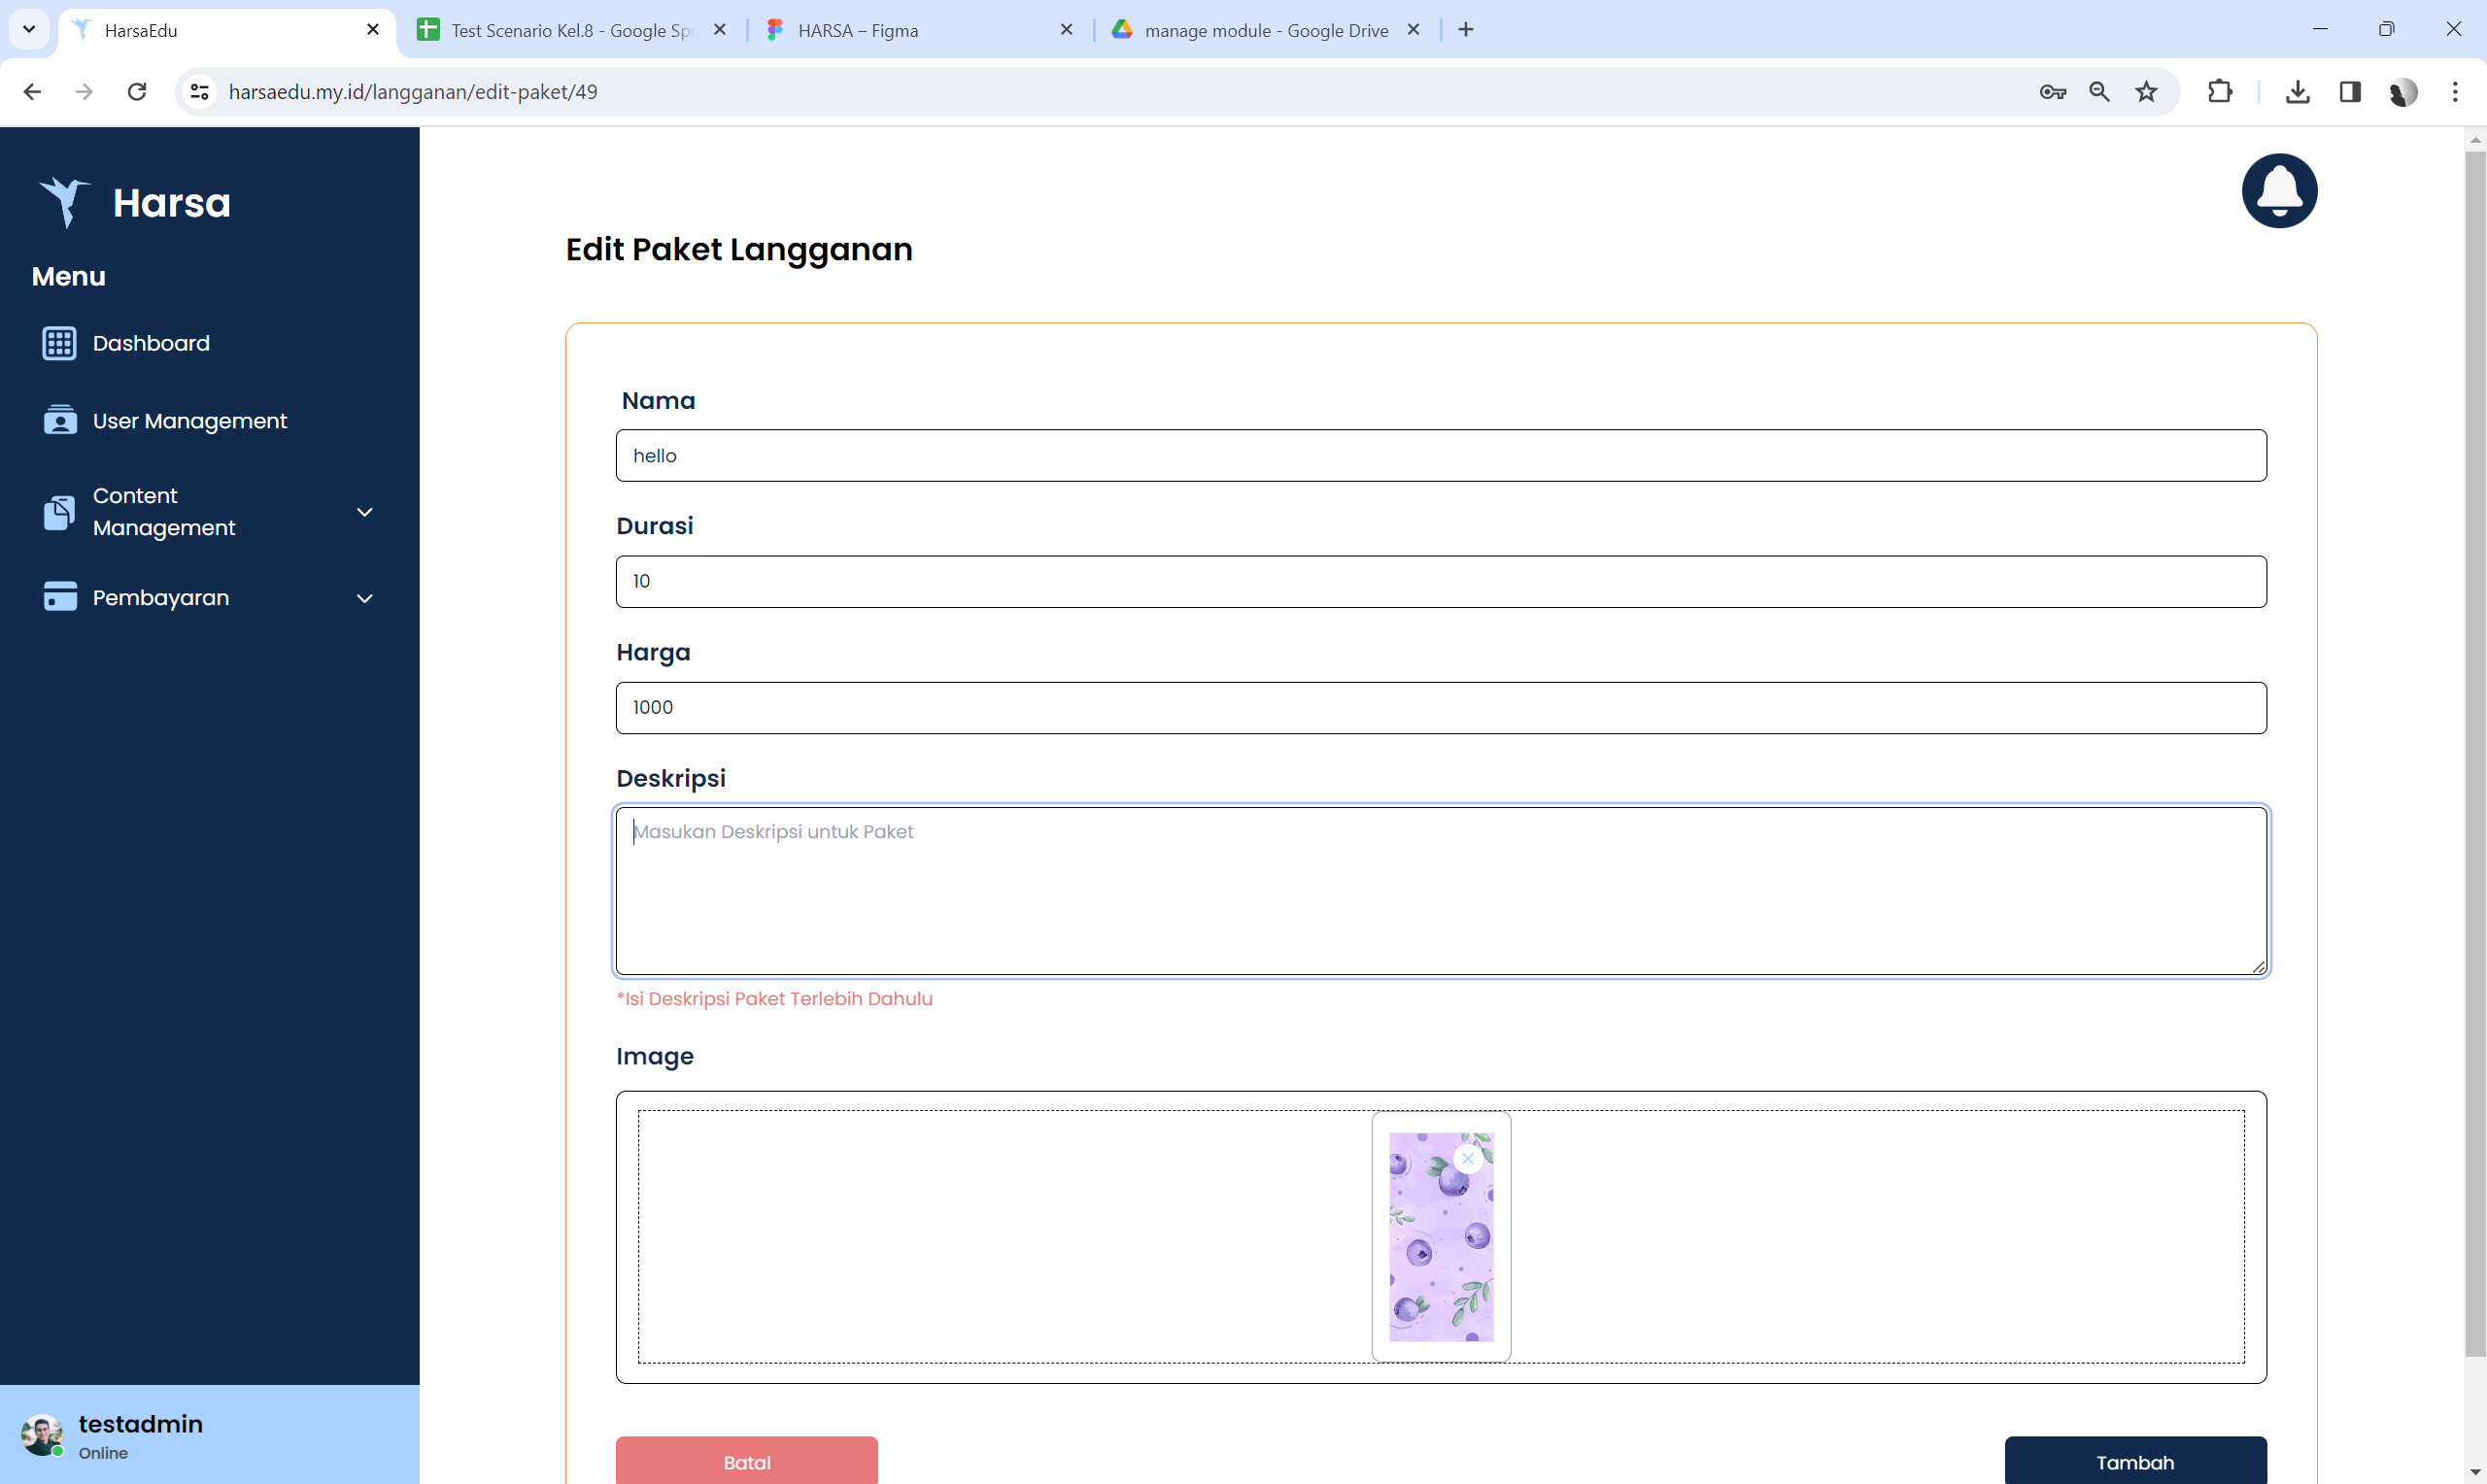 HarsaEdu
Test Scenario Kel.8 - Google Spr
HARSA – Figma
manage module - Google Drive
harsaedu.my.id/langganan/edit-paket/49
Harsa
Menu
Dashboard
User Management
Content
Management
Pembayaran
testadmin
Online
Edit Paket Langganan
Nama
hello
Durasi
10
Harga
1000
Deskripsi
Masukan Deskripsi untuk Paket
*Isi Deskripsi Paket Terlebih Dahulu
Image
Batal
Tambah